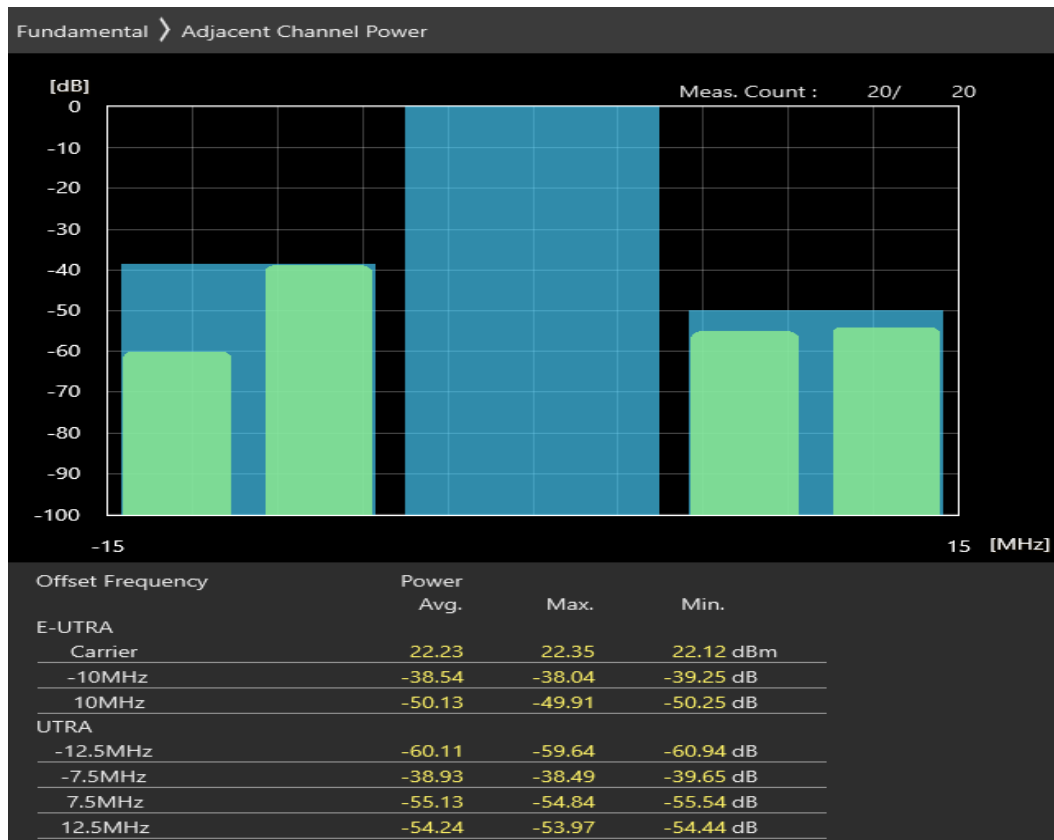 Fundamental 〉 Adjacent Channel Power
[dB]
Meas. Count : 20/ 20
0
-10
-20
-30
-40
-50
-60
-70
-80
-90
-100
-15 15 [MHz]
Offset Frequency Power
Avg. Max. Min.
E-UTRA
Carrier 22.23 22.35 22.12 dBm
-10MHz -38.54 -38.04 -39.25 dB
10MHz -50.13 -49.91 -50.25 dB
UTRA
-12.5MHz -60.11 -59.64 -60.94 dB
-7.5MHz -38.93 -38.49 -39.65 dB
7.5MHz -55.13 -54.84 -55.54 dB
12.5MHz -54.24 -53.97 -54.44 dB